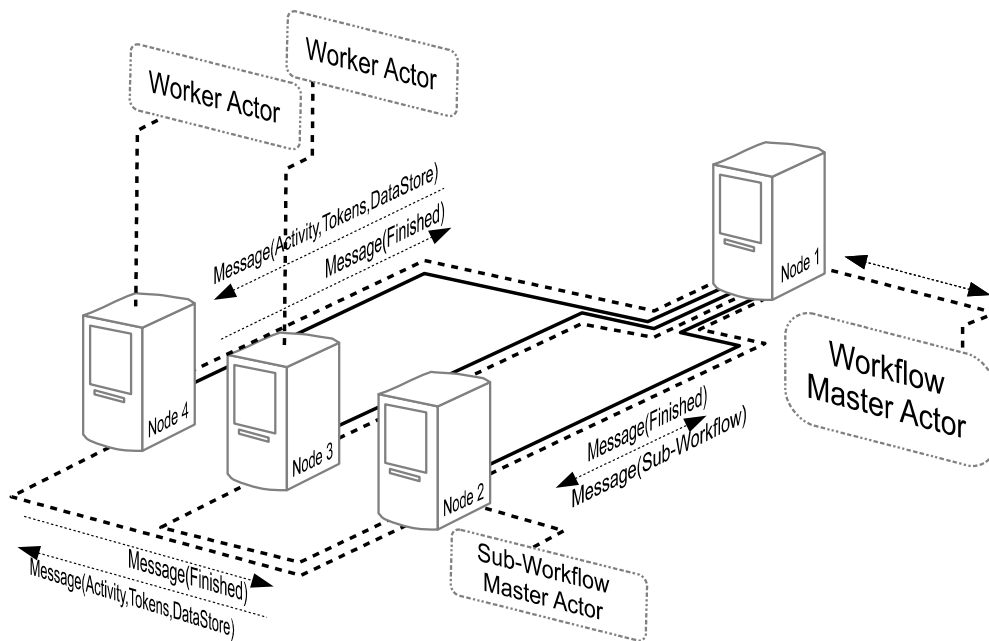 Worker Actor
Worker Actor
Message(Activity,Tokens,DataStore)
Message(Finished)
Node 1
Workflow
Master Actor
Node 4
Node 3
Node 2
Message(Finished)
Message(Sub-Workflow)
Message(Finished)
Message(Activity,Tokens,DataStore)
Sub-Workflow
Master Actor